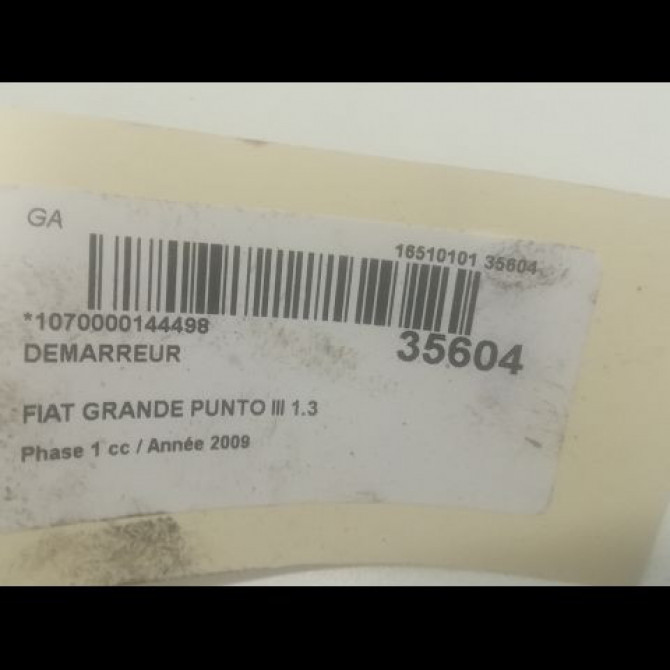 GA
16510101 35604
*1070000144498
35604
DEMARREUR
FIAT GRANDE PUNTO III 1.3
Phase 1 cc / Année 2009